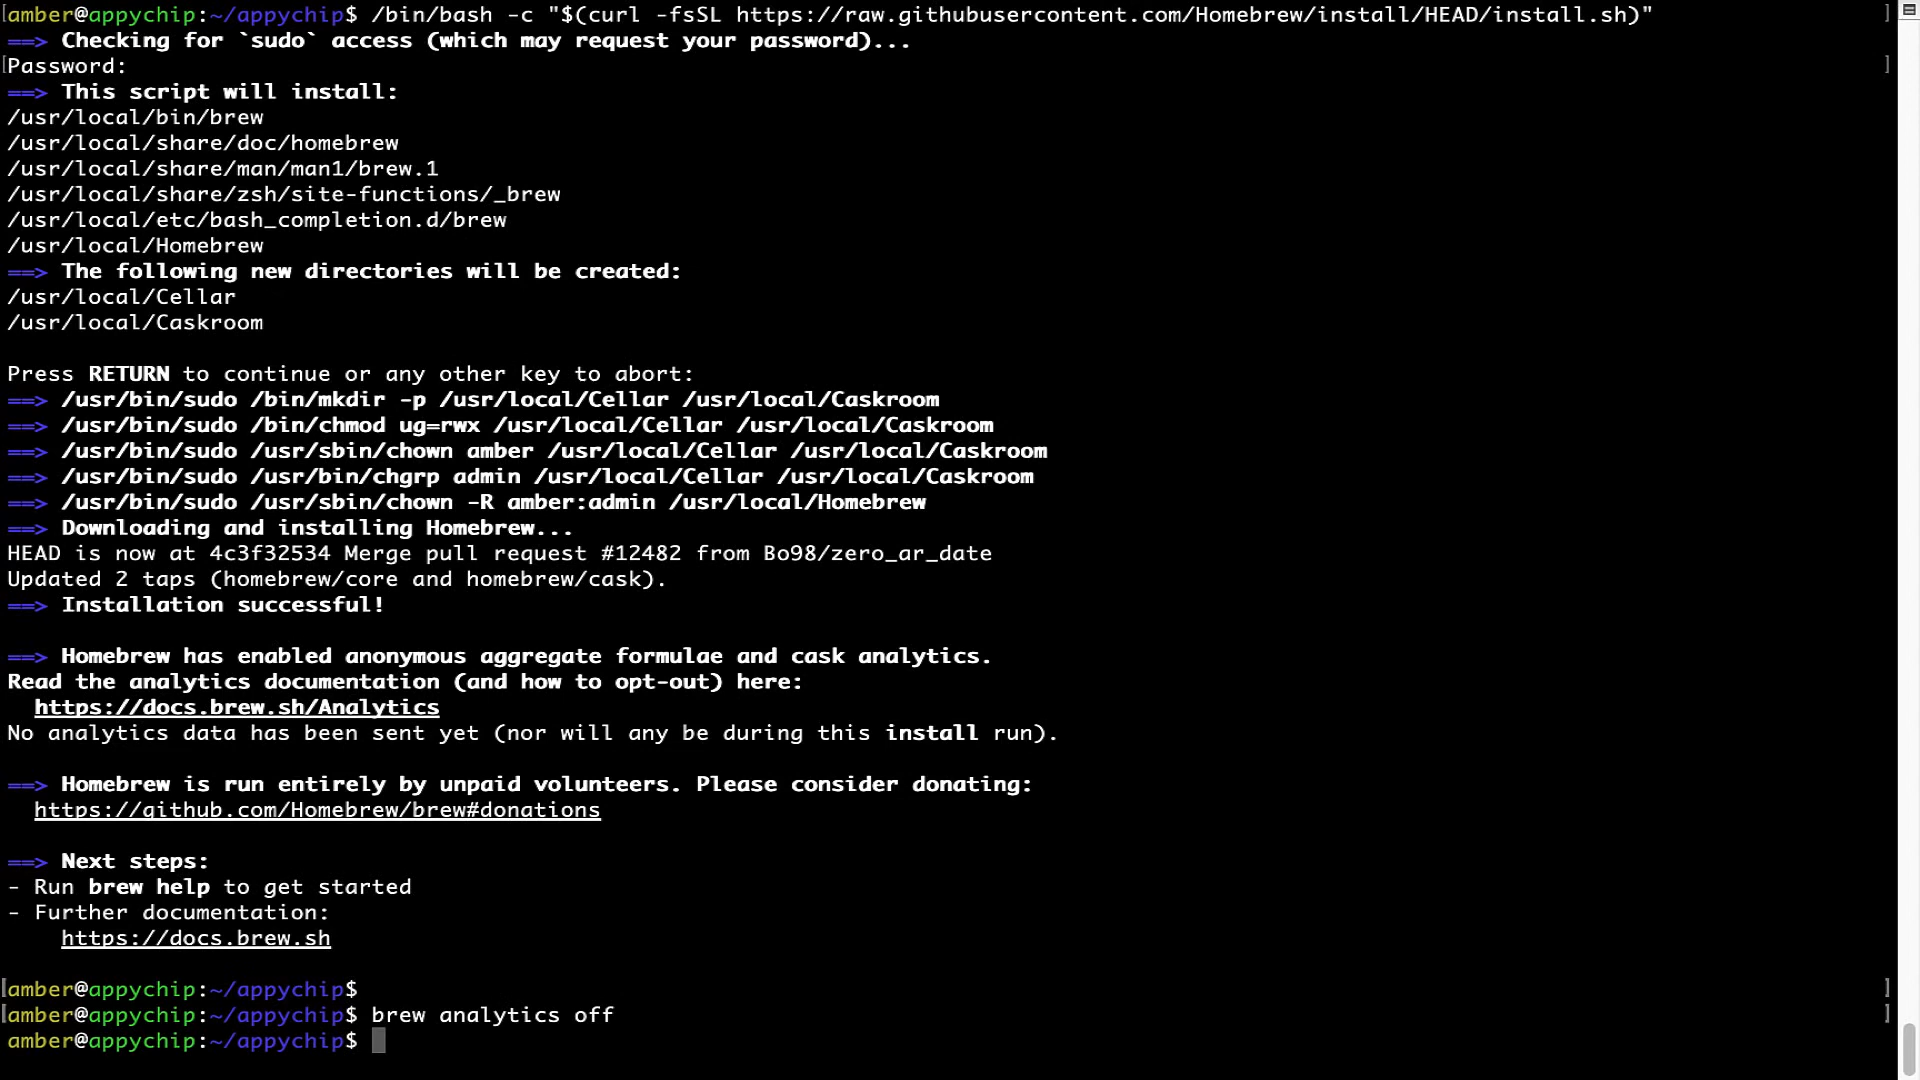 [amber@appychip:~/appychip$ /bin/bash -c "$(curl -fsSL https://raw.githubusercontent.com/Homebrew/install/HEAD/install.sh)" ]
==> Checking for `sudo` access (which may request your password)...
[Password: ]
==> This script will install:
/usr/local/bin/brew
/usr/local/share/doc/homebrew
/usr/local/share/man/man1/brew.1
/usr/local/share/zsh/site-functions/_brew
/usr/local/etc/bash_completion.d/brew
/usr/local/Homebrew
==> The following new directories will be created:
/usr/local/Cellar
/usr/local/Caskroom
Press RETURN to continue or any other key to abort:
==> /usr/bin/sudo /bin/mkdir -p /usr/local/Cellar /usr/local/Caskroom
==> /usr/bin/sudo /bin/chmod ug=rwx /usr/local/Cellar /usr/local/Caskroom
==> /usr/bin/sudo /usr/sbin/chown amber /usr/local/Cellar /usr/local/Caskroom
==> /usr/bin/sudo /usr/bin/chgrp admin /usr/local/Cellar /usr/local/Caskroom
==> /usr/bin/sudo /usr/sbin/chown -R amber:admin /usr/local/Homebrew
==> Downloading and installing Homebrew...
HEAD is now at 4c3f32534 Merge pull request #12482 from Bo98/zero_ar_date
Updated 2 taps (homebrew/core and homebrew/cask).
==> Installation successful!
==> Homebrew has enabled anonymous aggregate formulae and cask analytics.
Read the analytics documentation (and how to opt-out) here:
https://docs.brew.sh/Analytics
No analytics data has been sent yet (nor will any be during this install run).
==> Homebrew is run entirely by unpaid volunteers. Please consider donating:
https://github.com/Homebrew/brew#donations
==> Next steps:
- Run brew help to get started
- Further documentation:
https://docs.brew.sh
[amber@appychip:~/appychip$ ]
[amber@appychip:~/appychip$ brew analytics off ]
amber@appychip:~/appychip$